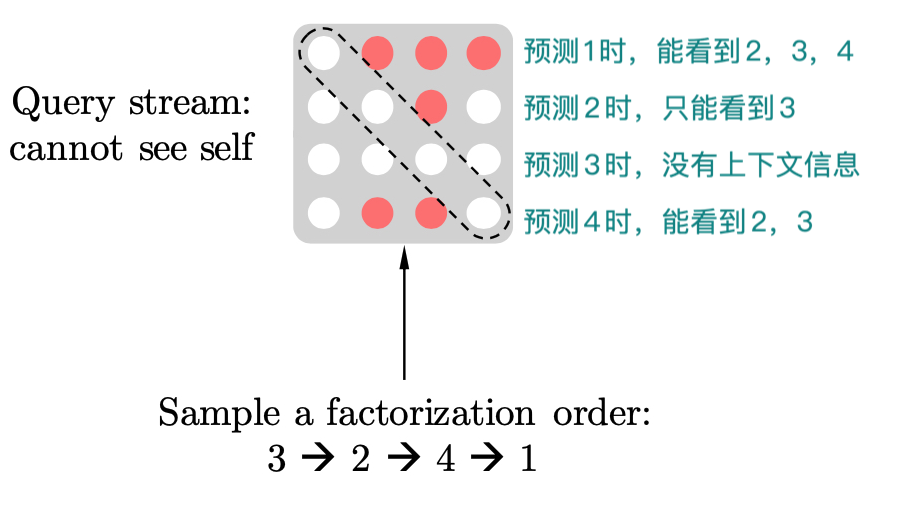 Query stream:
cannot see self
预测1时，能看到2，3，4
预测2时，只能看到3
预测3时，没有上下文信息
预测4时，能看到2，3
Sample a factorization order:
3 → 2 → 4 → 1